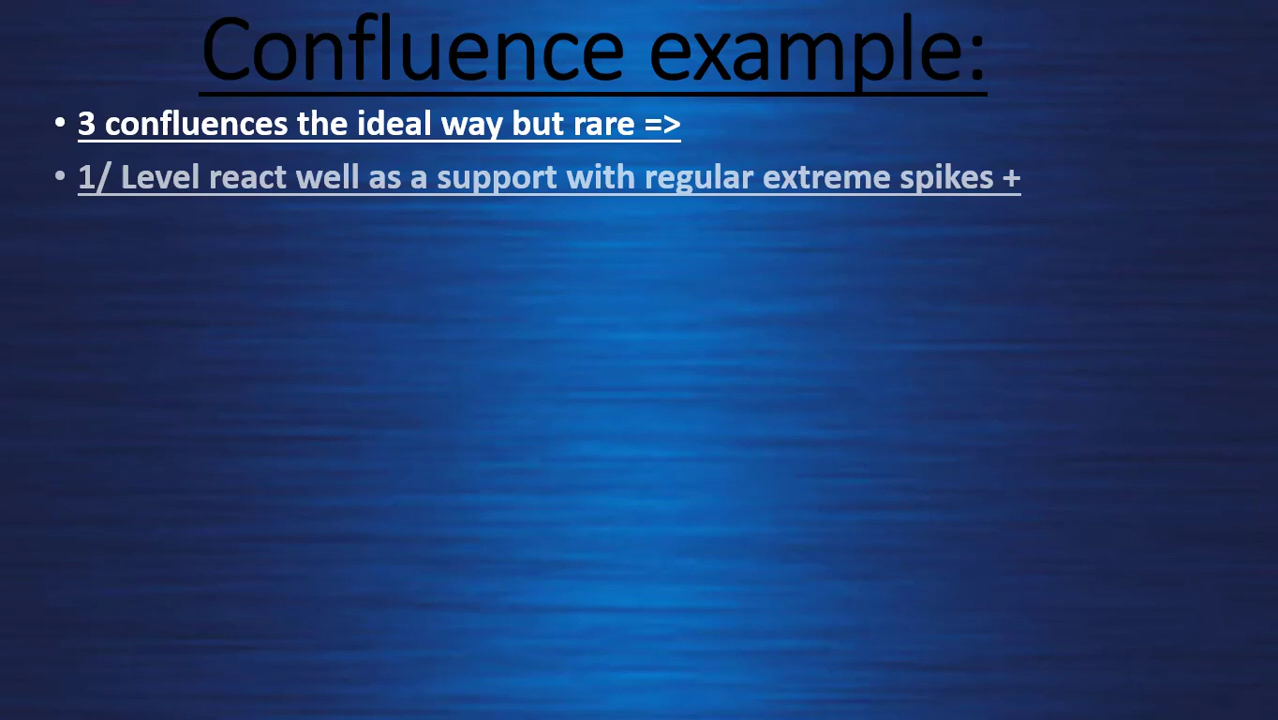 Confluence example:
• 3 confluences the ideal way but rare =>
• 1/ Level react well as a support with regular extreme spikes +